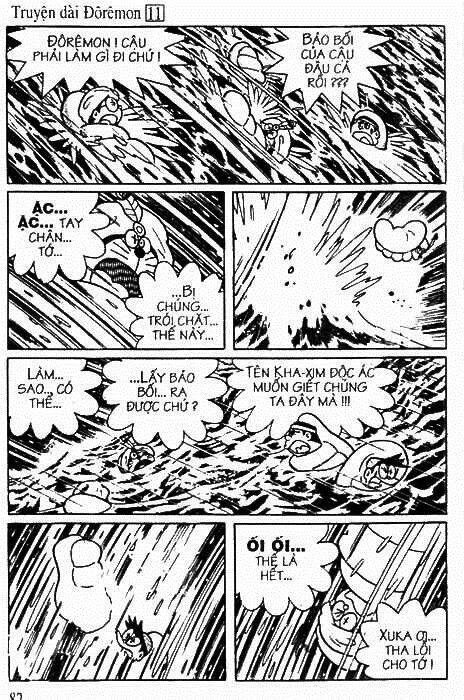 Truyện dài Đôrêmon 11
ĐÔRÊMON ! CẬU
PHẢI LÀM GÌ ĐI CHỨ !
BẢO BỐI
CỦA CẬU
ĐÂU CẢ
RỒI ???
ẶC...
ẶC... TAY
CHÂN...
TỚ...
...BỊ
CHÚNG...
TRÓI CHẶT...
THẾ NÀY...
LÀM...
SAO... CÓ
THỂ...
...LẤY BẢO
BỐI... RA
ĐƯỢC CHỨ ?
TÊN KHA-XIM ĐỘC ÁC
MUỐN GIẾT CHÚNG
TA ĐÂY MÀ !!!
ỐI ỐI...
THẾ LÀ
HẾT...
XUKA ƠI...
THA LỖI
CHO TỚ !
87